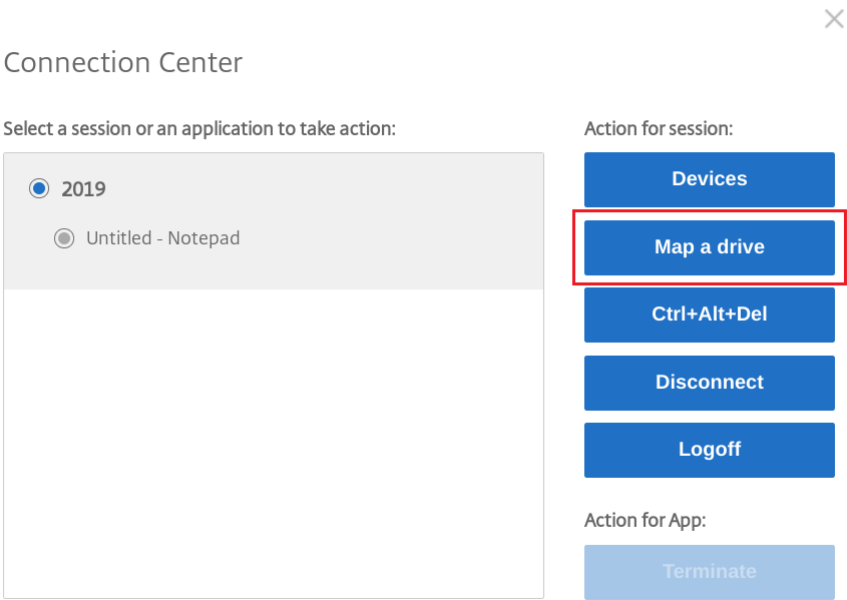 Connection Center
Select a session or an application to take action:
2019
Untitled - Notepad
Action for session:
Devices
Map a drive
Ctrl+Alt+Del
Disconnect
Logoff
Action for App:
Terminate